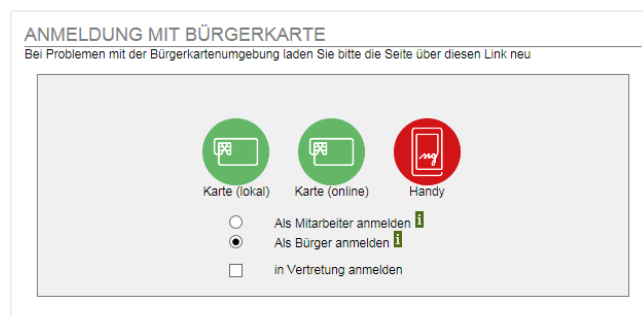 ANMELDUNG MIT BÜRGERKARTE
Bei Problemen mit der Bürgerkartenumgebung laden Sie bitte die Seite über diesen Link neu
Karte (lokal) Karte (online) Handy
Als Mitarbeiter anmelden i
Als Bürger anmelden i
in Vertretung anmelden